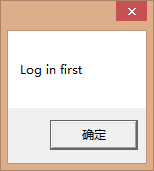 Log in first
确定